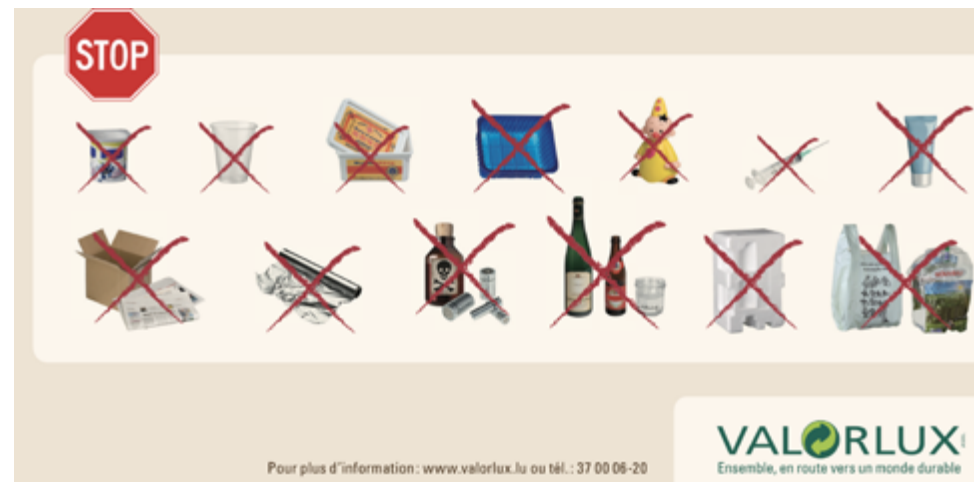 STOP
Pour plus d'information : www.valorlux.lu ou tél. : 37 00 06-20
VALORLUX
Ensemble, en route vers un monde durable